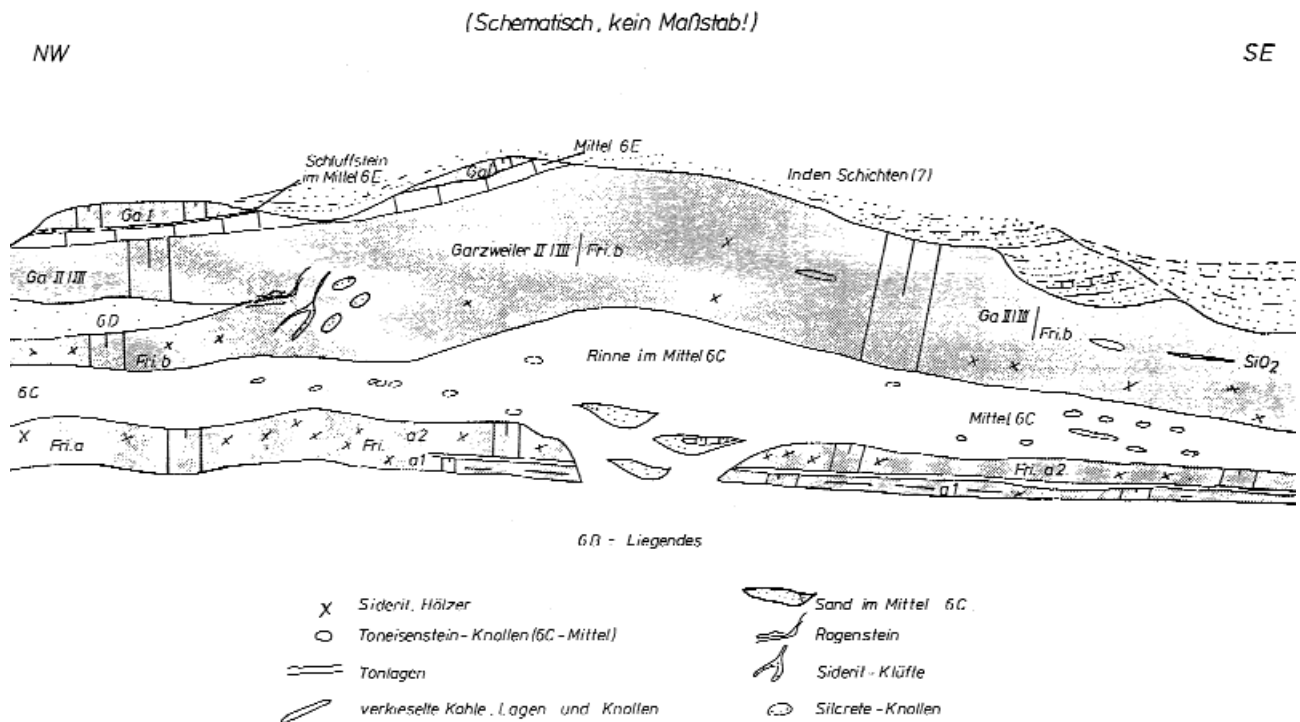 (Schematisch, kein Maßstab!)
NW
SE
Schluffstein
im Mittel 6E
Mittel 6E
Ga I
Inden Schichten (7)
Ga I
Garzweiler II/III | Fri.b
Ga II/III
6D
Fri.b
Ga II/III | Fri.b
SiO2
Rinne im Mittel 6C
6C
Mittel 6C
Fri.a
Fri.
a2
a1
Fri. a2
a1
6B - Liegendes
x Siderit, Hölzer
Toneisenstein-Knollen (6C-Mittel)
Tonlagen
verkieselte Kohle, Lagen und Knollen
Sand im Mittel 6C
Rogenstein
Siderit-Klüfte
Silcrete-Knollen